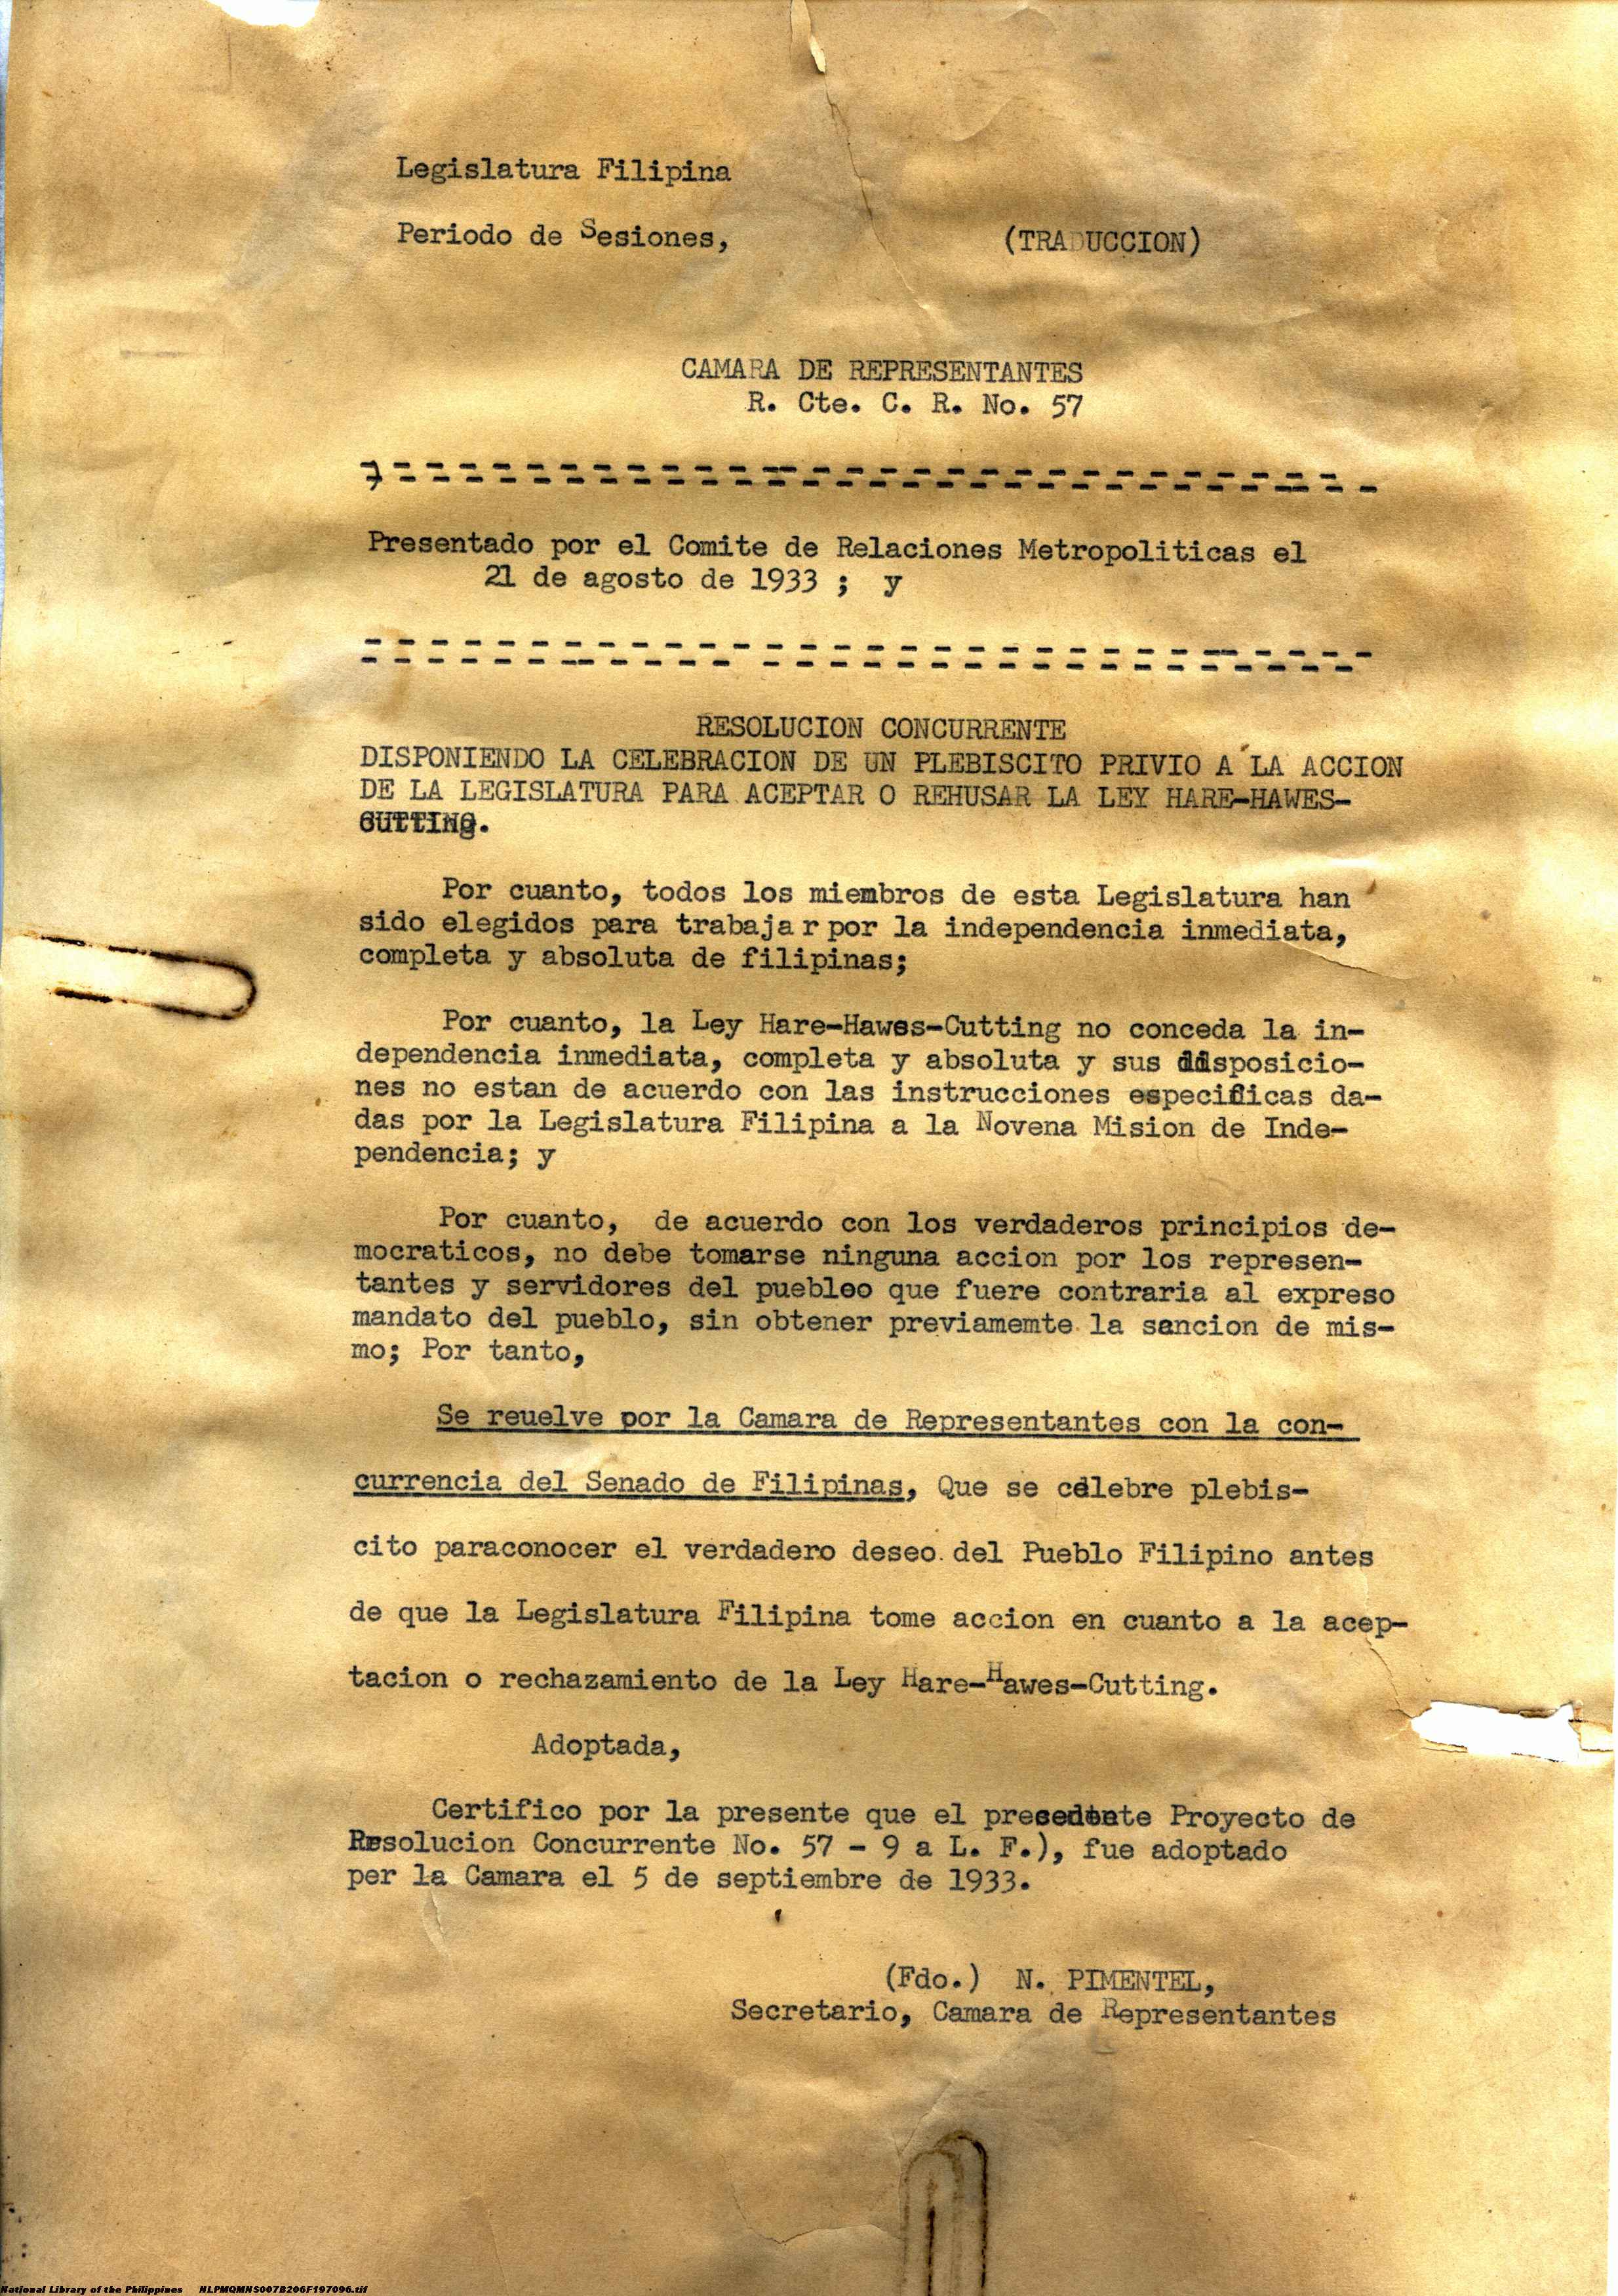 Legislatura Filipina
Periodo de Sesiones, (TRADUCCION)
CAMARA DE REPRESENTANTES
R. Cte. C. R. No. 57
Presentado por el Comite de Relaciones Metropoliticas el
21 de agosto de 1933 ; y
RESOLUCION CONCURRENTE
DISPONIENDO LA CELEBRACION DE UN PLEBISCITO PRIVIO A LA ACCION
DE LA LEGISLATURA PARA ACEPTAR O REHUSAR LA LEY HARE-HAWES-
CUTTING.
Por cuanto, todos los miembros de esta Legislatura han
sido elegidos para trabajar por la independencia inmediata,
completa y absoluta de filipinas;
Por cuanto, la Ley Hare-Hawes-Cutting no conceda la in-
dependencia inmediata, completa y absoluta y sus disposicio-
nes no estan de acuerdo con las instrucciones especificas da-
das por la Legislatura Filipina a la Novena Mision de Inde-
pendencia; y
Por cuanto, de acuerdo con los verdaderos principios de-
mocraticos, no debe tomarse ninguna accion por los represen-
tantes y servidores del puebleo que fuere contraria al expreso
mandato del pueblo, sin obtener previamemte la sancion de mis-
mo; Por tanto,
Se reuelve por la Camara de Representantes con la con-
currencia del Senado de Filipinas, Que se celebre plebis-
cito paraconocer el verdadero deseo del Pueblo Filipino antes
de que la Legislatura Filipina tome accion en cuanto a la acep-
tacion o rechazamiento de la Ley Hare-Hawes-Cutting.
Adoptada,
Certifico por la presente que el precedente Proyecto de
Resolucion Concurrente No. 57 - 9 a L. F.), fue adoptado
per la Camara el 5 de septiembre de 1933.
(Fdo.) N. PIMENTEL,
Secretario, Camara de Representantes
National Library of the Philippines NLPMQMNS007B206F197096.tif